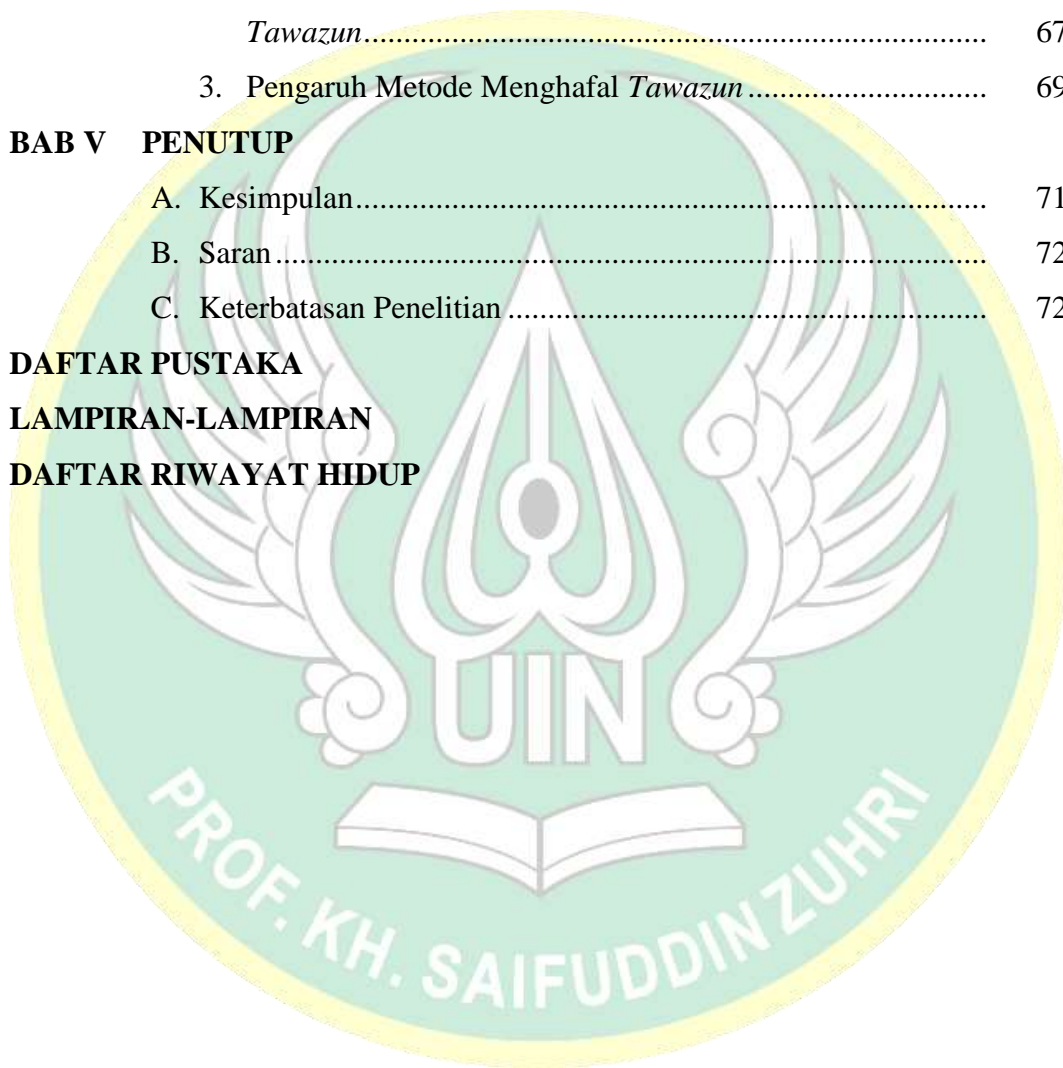 Tawazun.............................................................................. 67
3. Pengaruh Metode Menghafal Tawazun.............................. 69
BAB V PENUTUP
A. Kesimpulan............................................................................... 71
B. Saran......................................................................................... 72
C. Keterbatasan Penelitian............................................................ 72
DAFTAR PUSTAKA
LAMPIRAN-LAMPIRAN
DAFTAR RIWAYAT HIDUP
UIN
PROF. KH. SAIFUDDIN ZUHRI